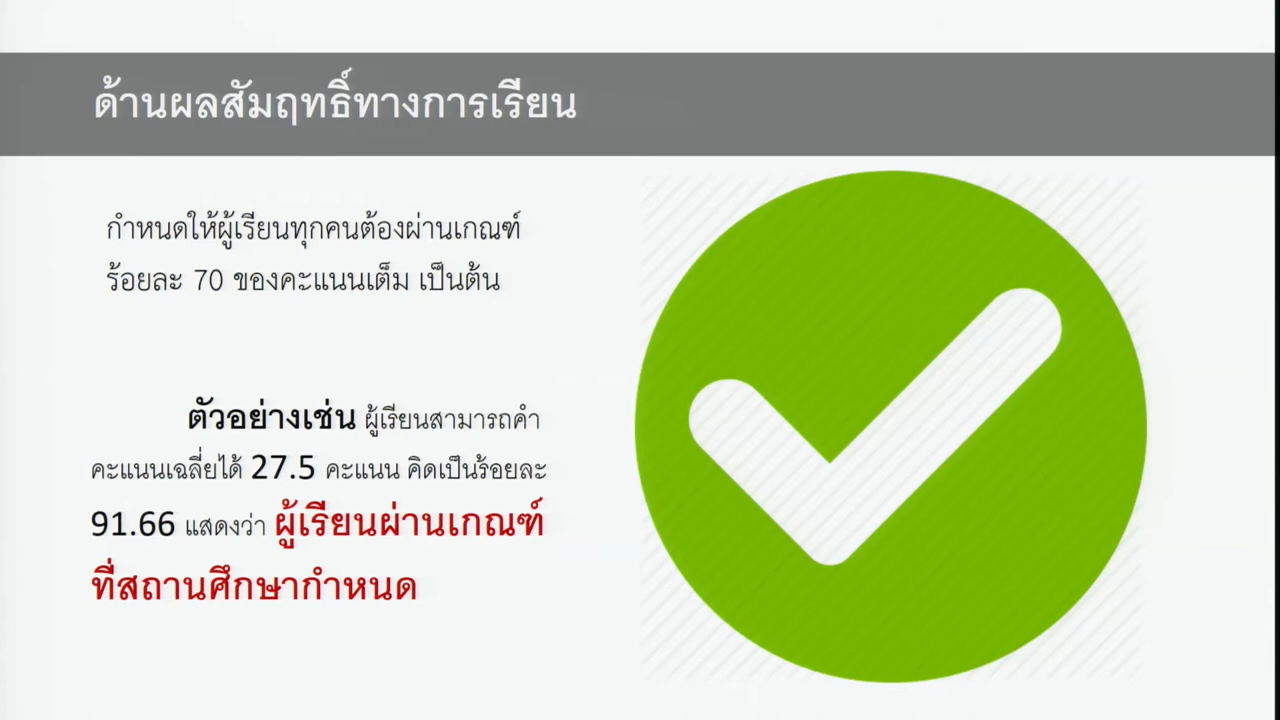 ด้านผลสัมฤทธิ์ทางการเรียน
กำหนดให้ผู้เรียนทุกคนต้องผ่านเกณฑ์
ร้อยละ 70 ของคะแนนเต็ม เป็นต้น
ตัวอย่างเช่น ผู้เรียนสามารถคำ
คะแนนเฉลี่ยได้ 27.5 คะแนน คิดเป็นร้อยละ
91.66 แสดงว่า ผู้เรียนผ่านเกณฑ์
ที่สถานศึกษากำหนด